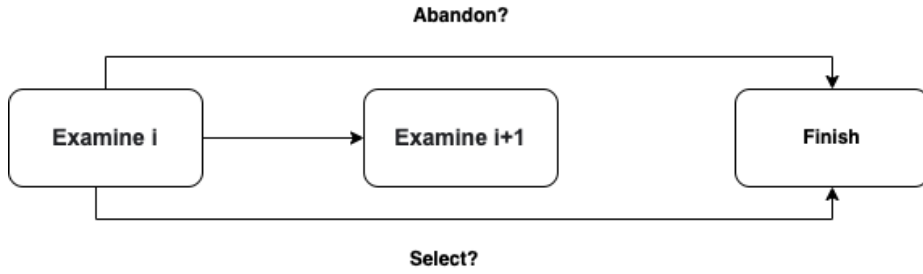 Abandon?
Examine i
Examine i+1
Finish
Select?